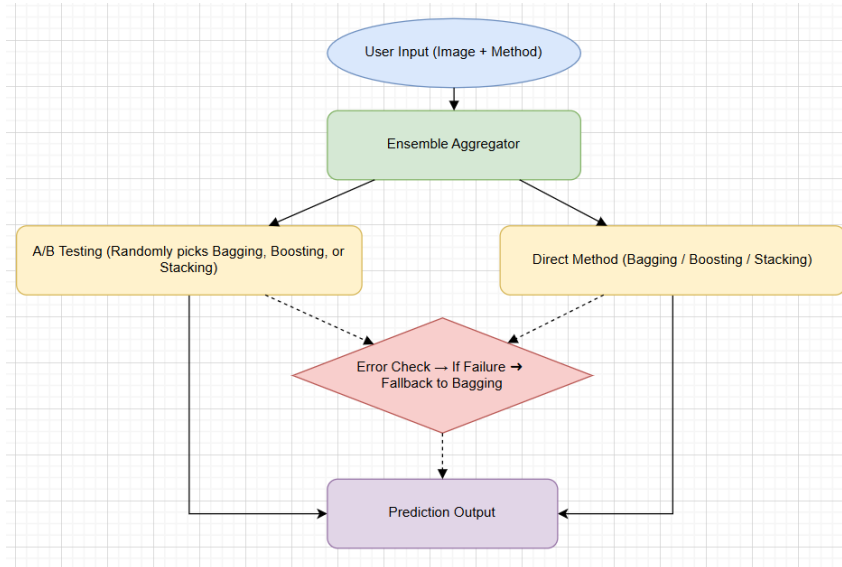 User Input (Image + Method)
Ensemble Aggregator
A/B Testing (Randomly picks Bagging, Boosting, or
Stacking)
Direct Method (Bagging / Boosting / Stacking)
Error Check → If Failure ➜
Fallback to Bagging
Prediction Output